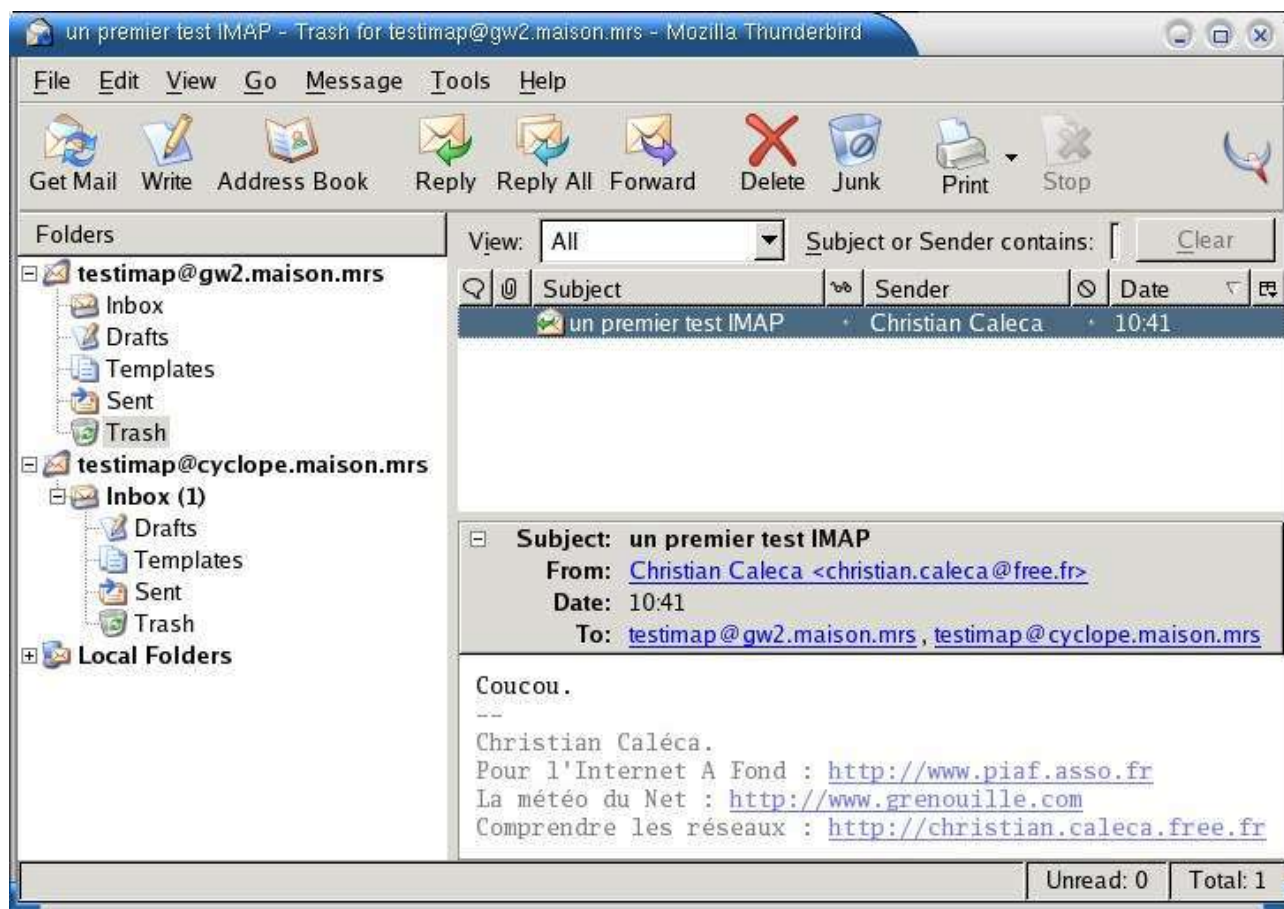 un premier test IMAP - Trash for testimap@gw2.maison.mrs - Mozilla Thunderbird
File Edit View Go Message Tools Help
Get Mail Write Address Book Reply Reply All Forward Delete Junk Print Stop
Folders
testimap@gw2.maison.mrs
Inbox
Drafts
Templates
Sent
Trash
testimap@cyclope.maison.mrs
Inbox (1)
Drafts
Templates
Sent
Trash
Local Folders
View: All Subject or Sender contains: Clear
Subject Sender Date
un premier test IMAP Christian Caleca 10:41
Subject: un premier test IMAP
From: Christian Caleca <christian.caleca@free.fr>
Date: 10:41
To: testimap@gw2.maison.mrs , testimap@cyclope.maison.mrs
Coucou.
--
Christian Caléca.
Pour l'Internet A Fond : http://www.piaf.asso.fr
La météo du Net : http://www.grenouille.com
Comprendre les réseaux : http://christian.caleca.free.fr
Unread: 0 Total: 1